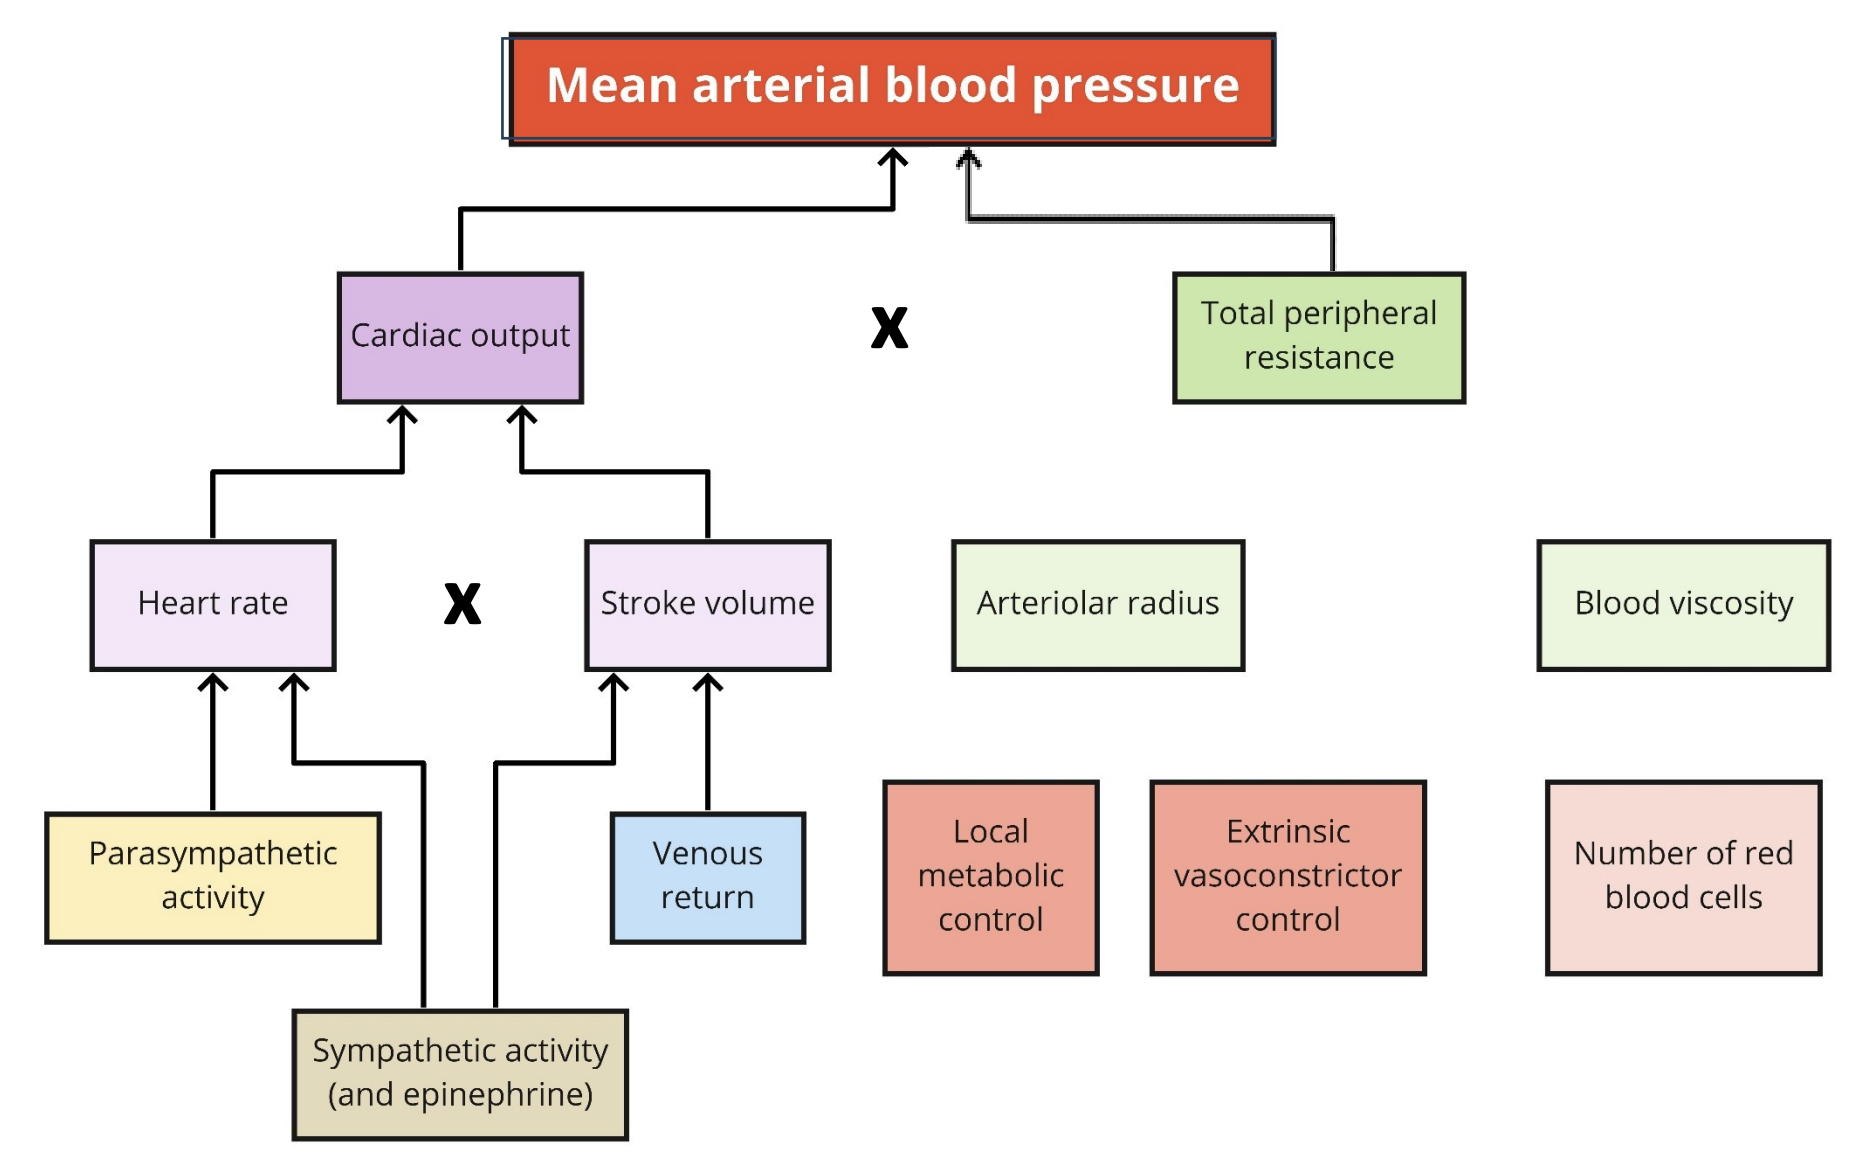 Mean arterial blood pressure
Cardiac output
X
Total peripheral
resistance
Heart rate
X
Stroke volume
Arteriolar radius
Blood viscosity
Parasympathetic
activity
Venous
return
Local
metabolic
control
Extrinsic
vasoconstrictor
control
Number of red
blood cells
Sympathetic activity
(and epinephrine)